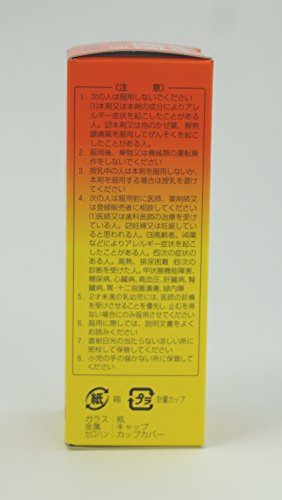 〔注 意〕
1. 次の人は服用しないでください
(1)本剤又は本剤の成分によりアレ
ルギー症状を起こしたことがあ
る人。(2)本剤又は他のかぜ薬、解熱
鎮痛薬を服用してぜんそくを起こ
したことがある人。
2. 服用後、乗物又は機械類の運転操
作をしないでください
3. 授乳中の人は本剤を服用しないか、
本剤を服用する場合は授乳を避け
てください
4. 次の人は服用前に医師、薬剤師又
は登録販売者に相談してください
(1)医師又は歯科医師の治療を受け
ている人。(2)妊婦又は妊娠してい
ると思われる人。(3)高齢者。(4)薬
などによりアレルギー症状を起こ
したことがある人。(5)次の症状の
ある人。高熱、排尿困難 (6)次の
診断を受けた人。甲状腺機能障害、
糖尿病、心臓病、高血圧、肝臓病、腎
臓病、胃・十二指腸潰瘍、緑内障
5. 2才未満の乳幼児には、医師の診療
を受けさせることを優先し、止むを得
ない場合にのみ服用させてください
6. 服用に際しては、説明文書をよく
お読みください
7. 直射日光の当たらない涼しい所に
密栓して保管してください
8. 小児の手の届かない所に保管して
ください
紙 箱 プラ 計量カップ
ガラス：瓶
金属：キャップ
セロハン：カップカバー